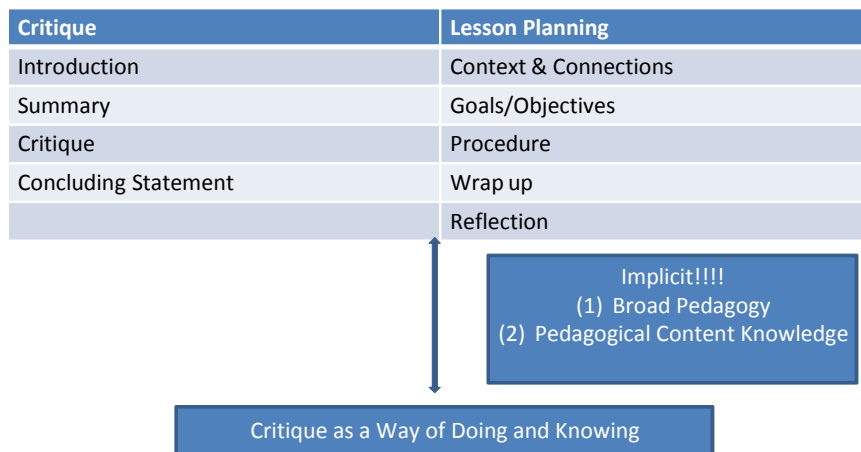 Critique Lesson Planning
Introduction Context & Connections
Summary Goals/Objectives
Critique Procedure
Concluding Statement Wrap up
Reflection
Implicit!!!!
(1) Broad Pedagogy
(2) Pedagogical Content Knowledge
Critique as a Way of Doing and Knowing